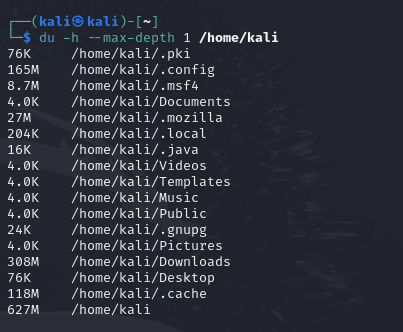 ┌──(kali㉿kali)-[~]
└─$ du -h --max-depth 1 /home/kali
76K /home/kali/.pki
165M /home/kali/.config
8.7M /home/kali/.msf4
4.0K /home/kali/Documents
27M /home/kali/.mozilla
204K /home/kali/.local
16K /home/kali/.java
4.0K /home/kali/Videos
4.0K /home/kali/Templates
4.0K /home/kali/Music
4.0K /home/kali/Public
24K /home/kali/.gnupg
4.0K /home/kali/Pictures
308M /home/kali/Downloads
76K /home/kali/Desktop
118M /home/kali/.cache
627M /home/kali